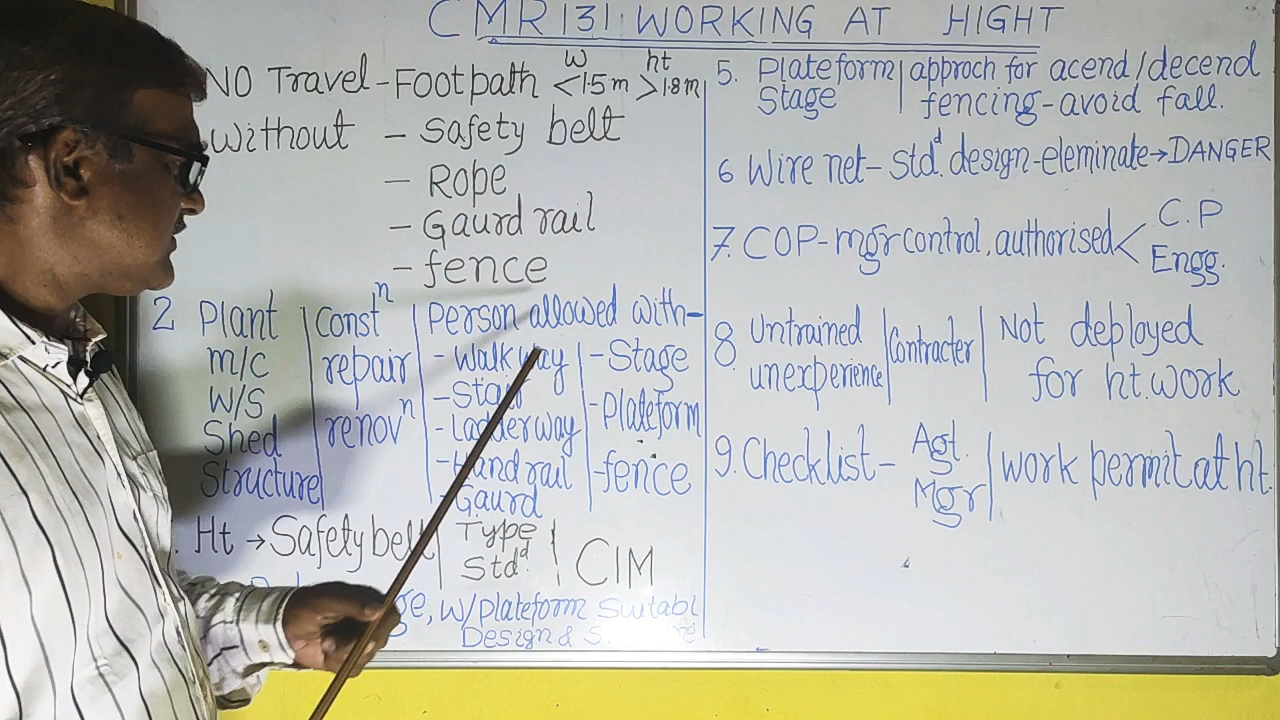 CMR 131: WORKING AT HIGHT
NO Travel - Footpath w <1.5m ht >1.8m
without - Safety belt
- Rope
- Gaurd rail
- fence
2 Plant | Constⁿ | Person allowed with-
m/c | repair | - Walkway | - Stage
W/S
Shed | renovⁿ | - Ladderway | - Plateform
Structure | - Hand rail | - fence
- Gaurd
Ht → Safety belt | Type Stdᵈ. | CIM
W/Plateform Suitabl
Design &
5. Plateform Stage | approch for acend/decend
fencing - avoid fall.
6 Wire net - Stdᵈ. design - eleminate → DANGER
7. COP - mgr control, authorised < C.P
Engg.
8. Untrained unexperience | Contracter | Not deployed
for ht. work
9. Checklist - Agt. Mgr | work permit at ht.